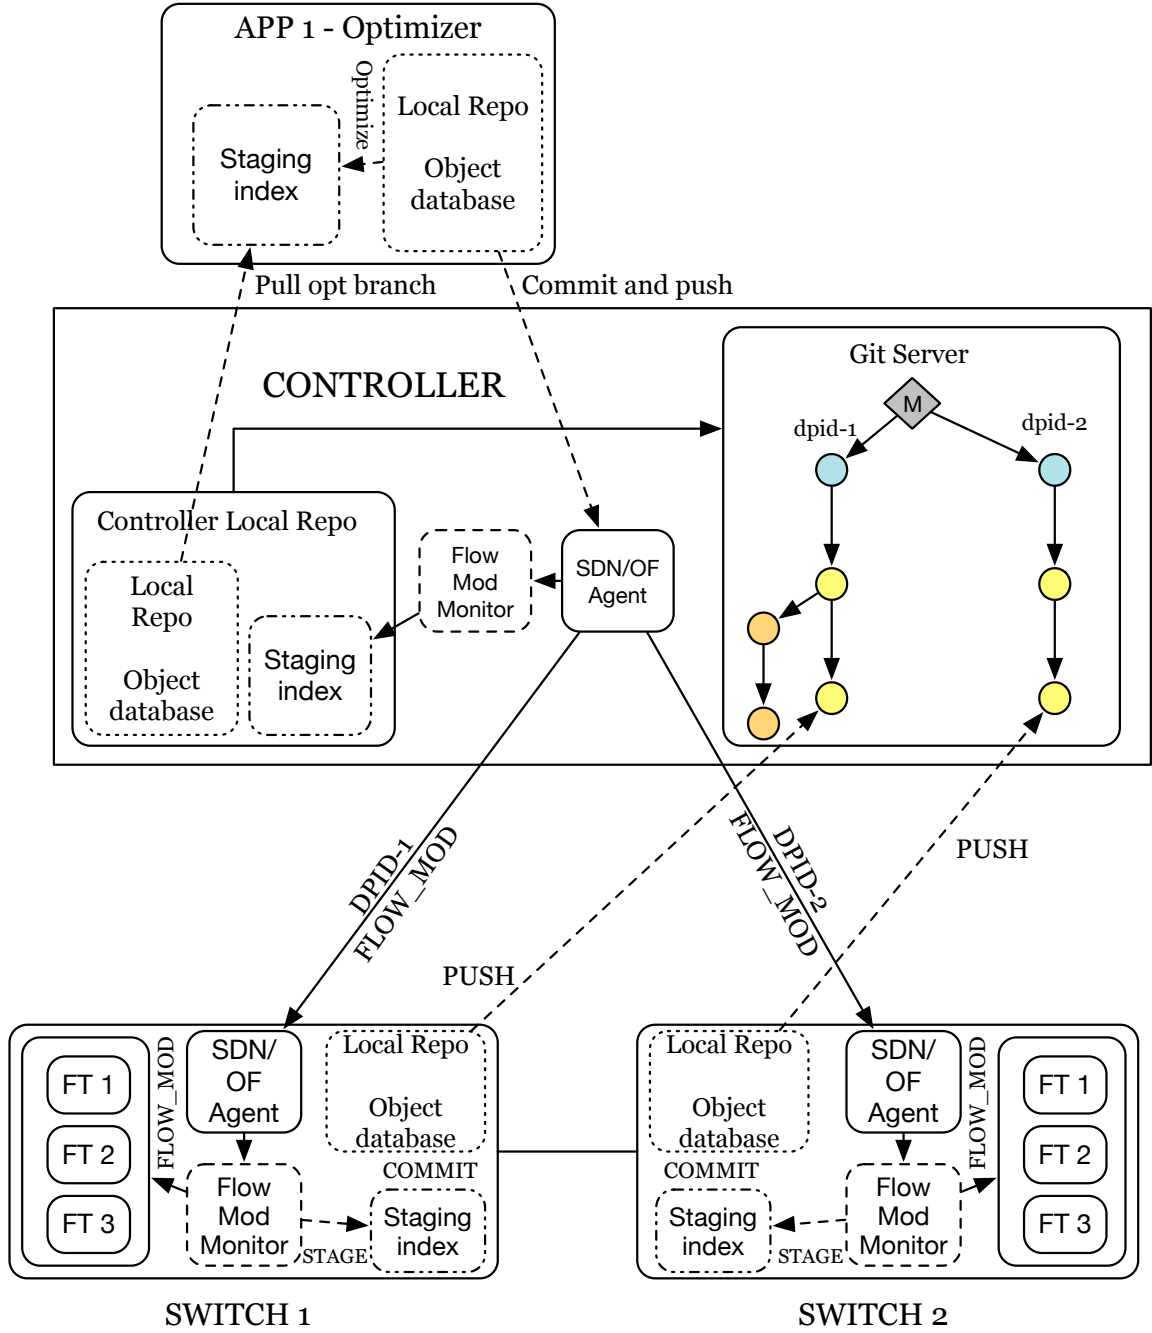 APP 1 - Optimizer
Optimize
Local Repo
Object
database
Staging
index
Pull opt branch
Commit and push
CONTROLLER
Git Server
M
dpid-1
dpid-2
Controller Local Repo
Local
Repo
Object
database
Staging
index
Flow
Mod
Monitor
SDN/OF
Agent
DPID-1
FLOW_MOD
DPID-2
FLOW_MOD
PUSH
PUSH
FT 1
FT 2
FT 3
FLOW_MOD
SDN/
OF
Agent
Local Repo
Object
database
COMMIT
Flow
Mod
Monitor
STAGE
Staging
index
Local Repo
Object
database
COMMIT
Staging
index
STAGE
SDN/
OF
Agent
Flow
Mod
Monitor
FLOW_MOD
FT 1
FT 2
FT 3
SWITCH 1
SWITCH 2